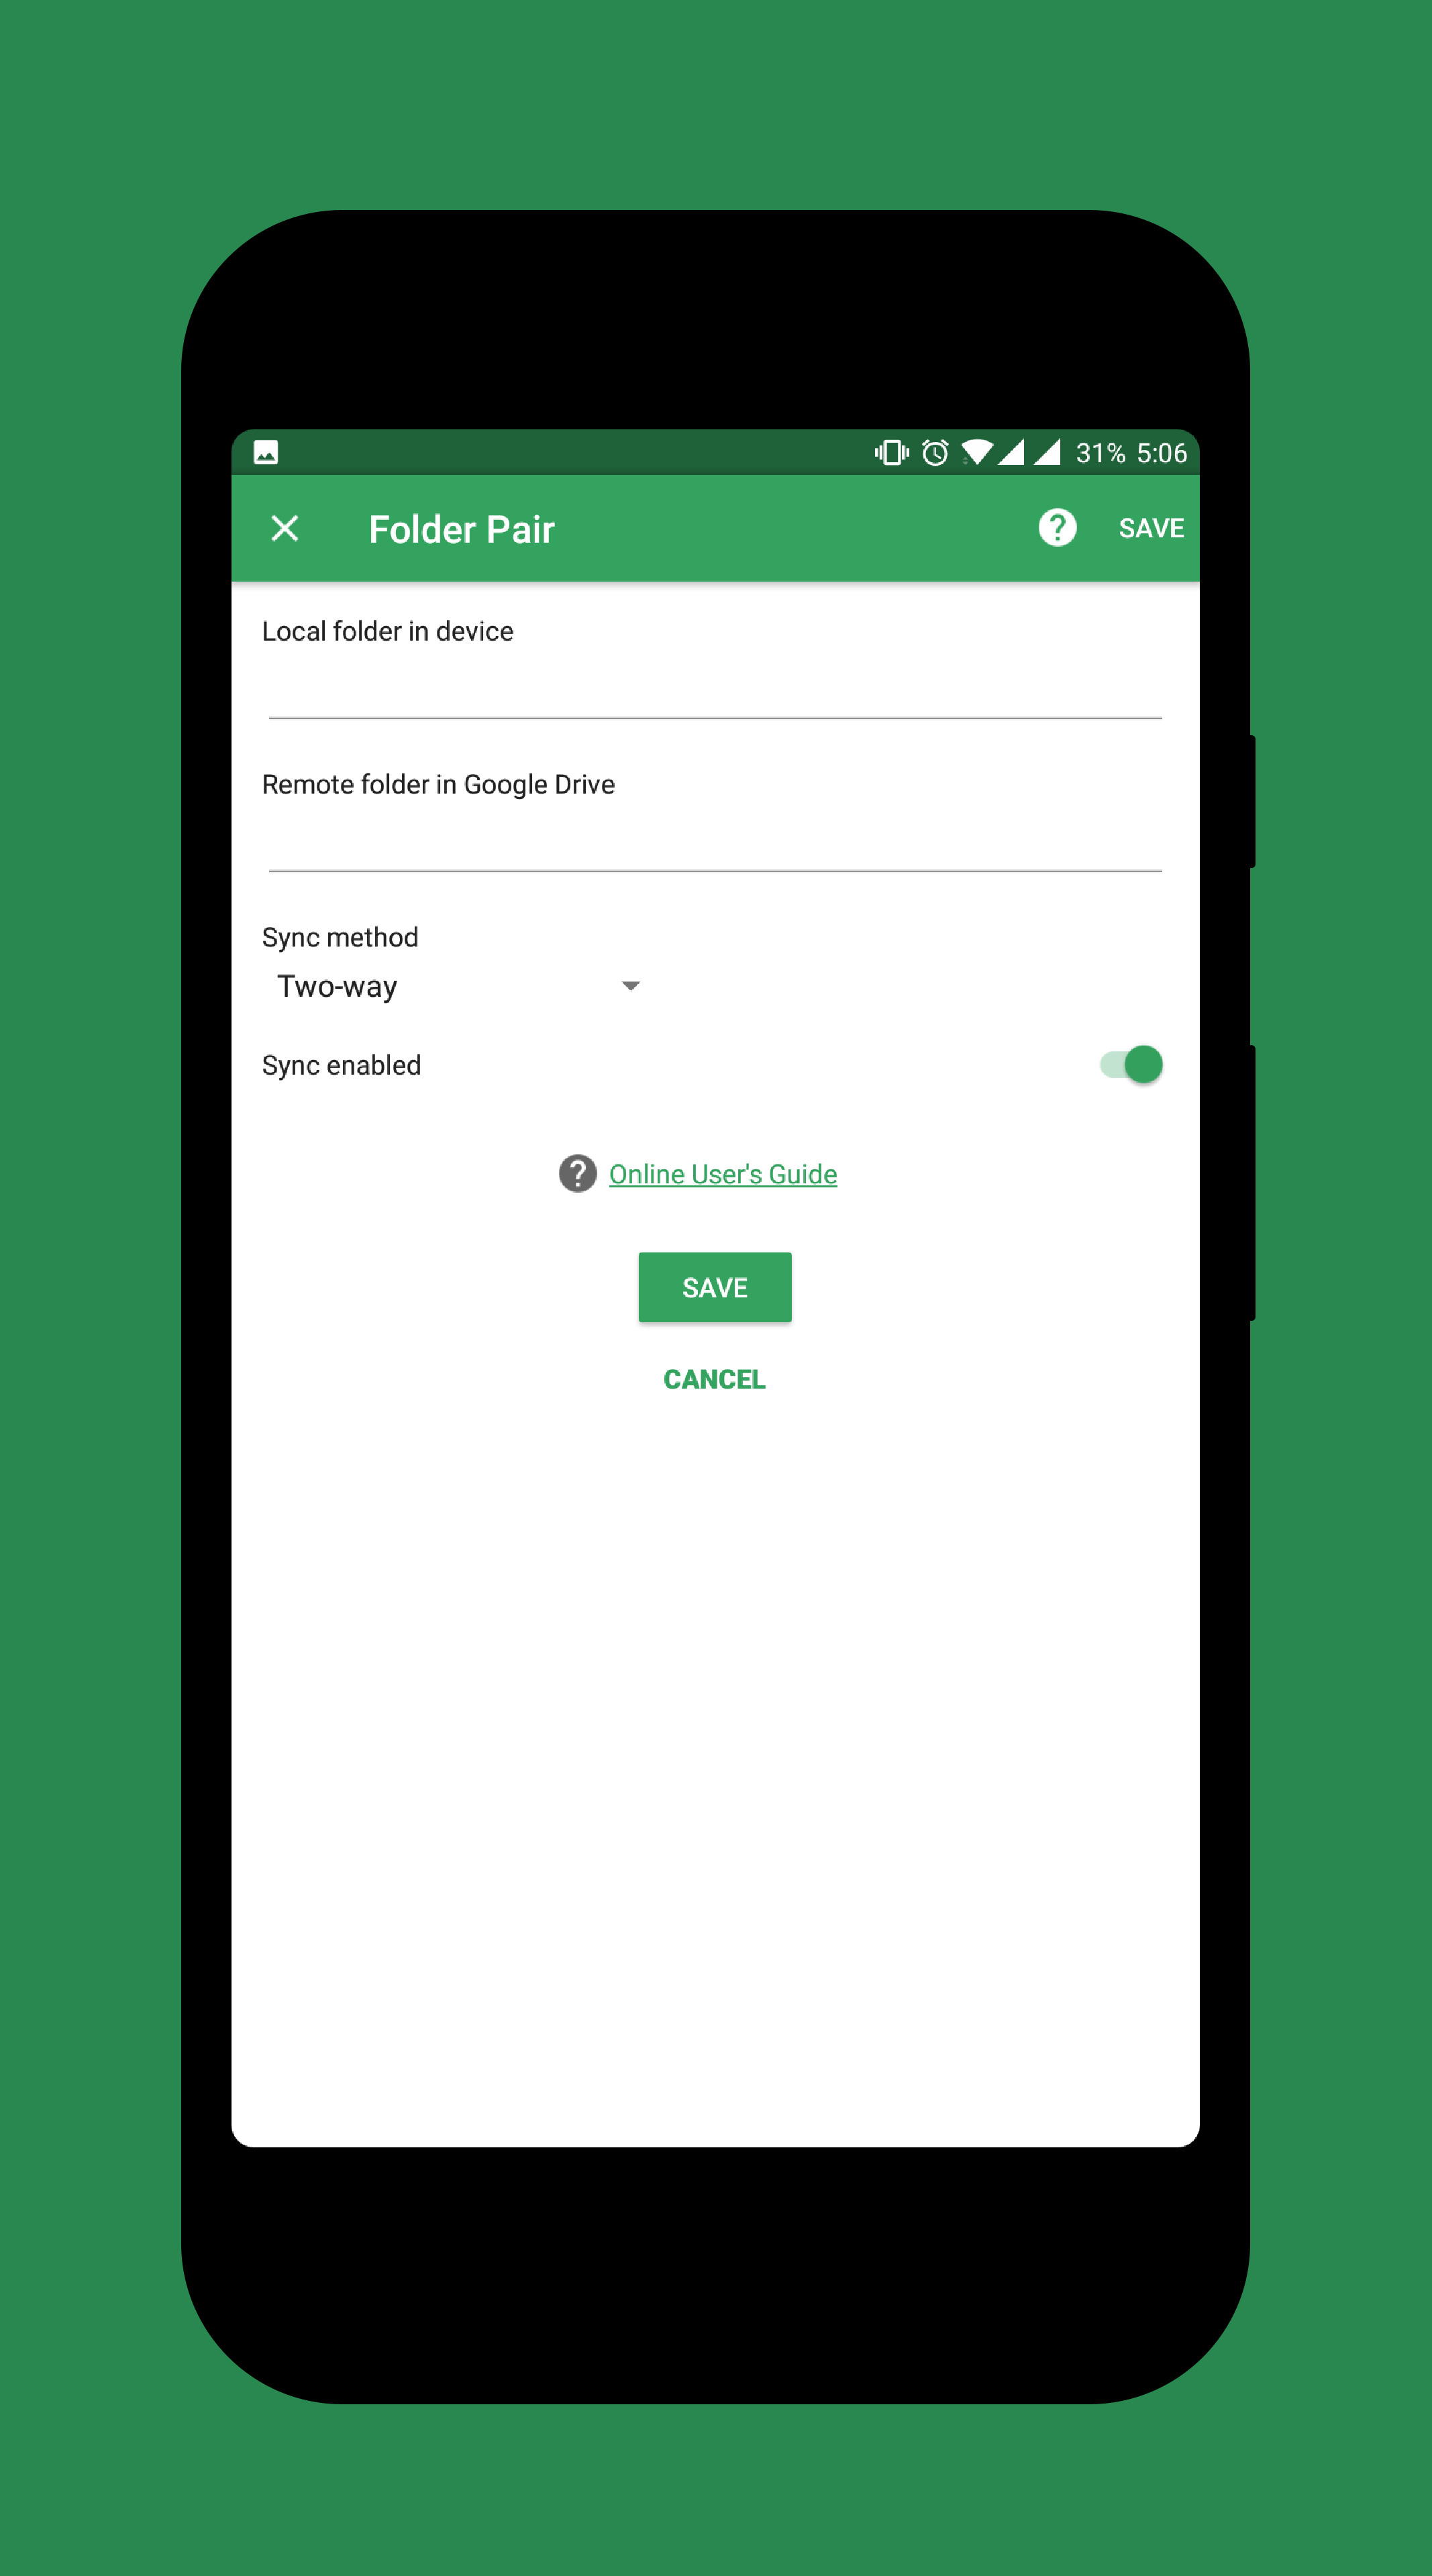 31% 5:06
Folder Pair
SAVE
Local folder in device
Remote folder in Google Drive
Sync method
Two-way
Sync enabled
Online User's Guide
SAVE
CANCEL